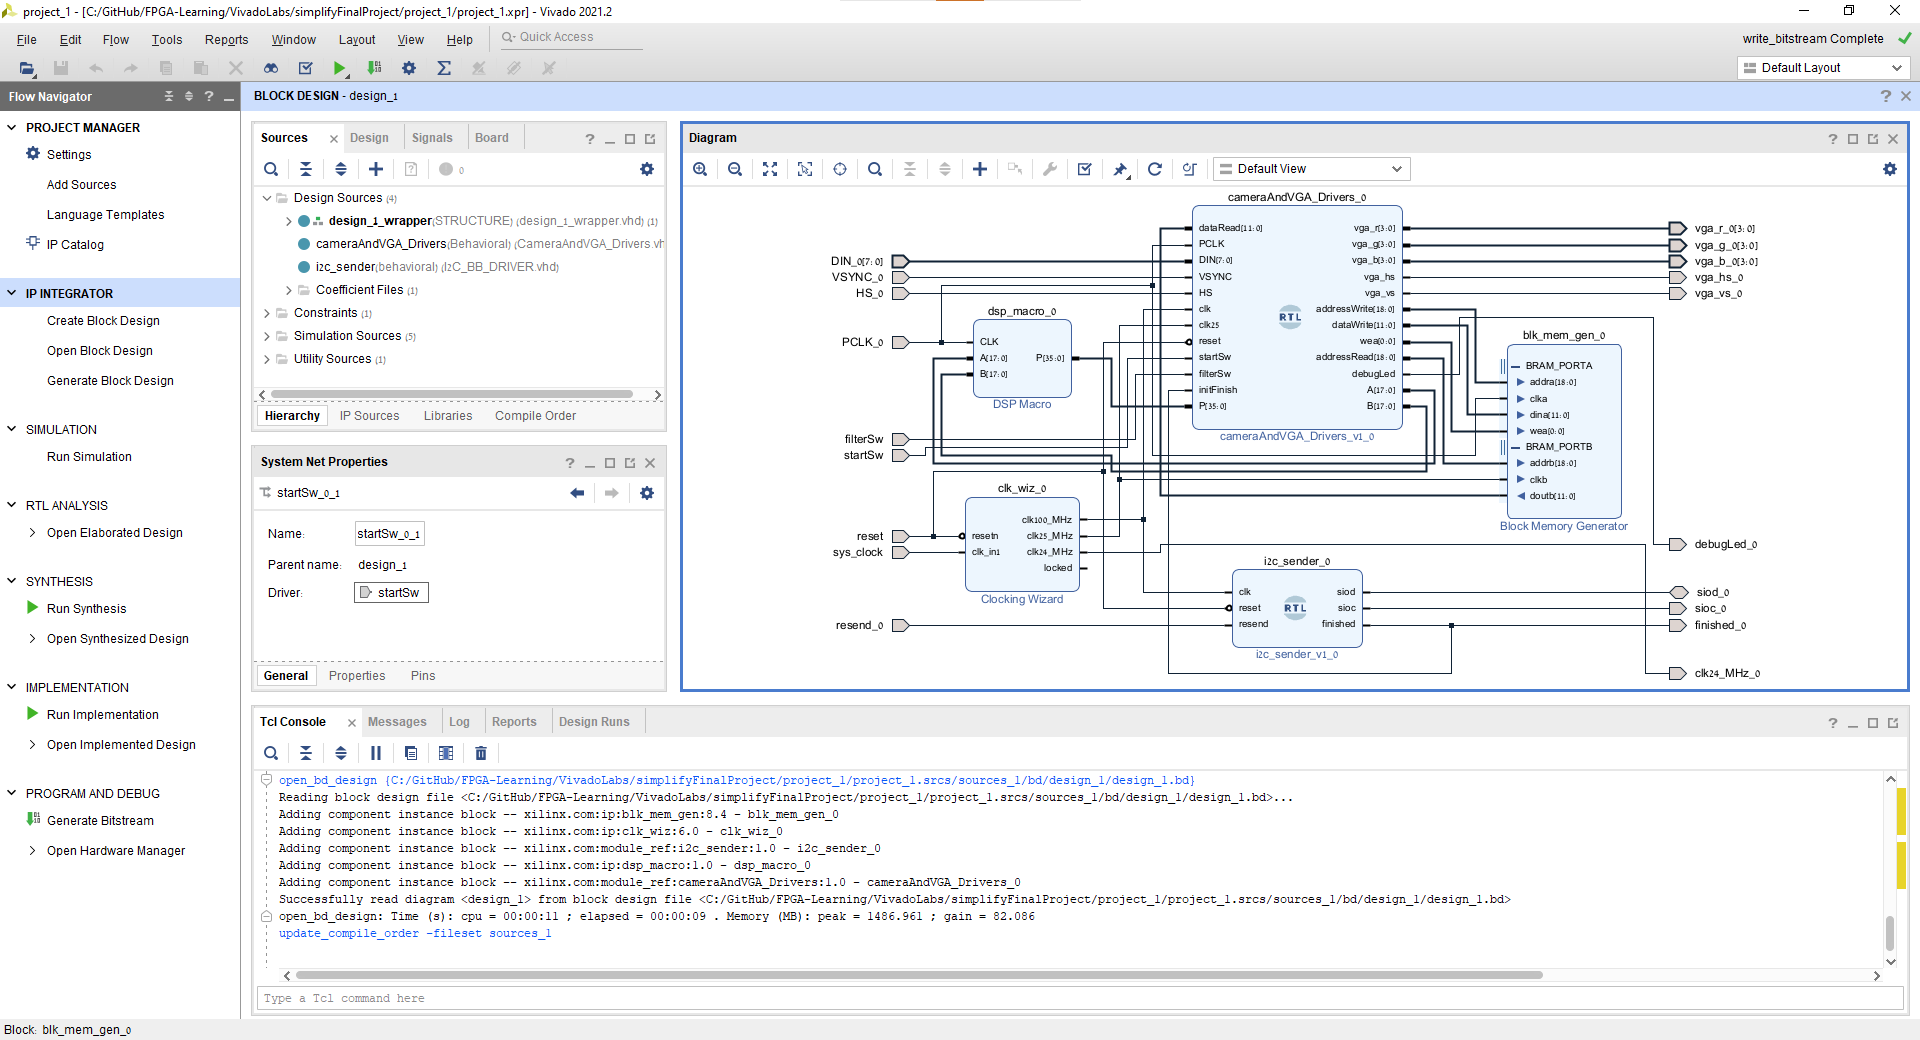 project_1 - [C:/GitHub/FPGA-Learning/VivadoLabs/simplifyFinalProject/project_1/project_1.xpr] - Vivado 2021.2
File Edit Flow Tools Reports Window Layout View Help Quick Access
write_bitstream Complete
Default Layout
Flow Navigator
PROJECT MANAGER
Settings
Add Sources
Language Templates
IP Catalog
IP INTEGRATOR
Create Block Design
Open Block Design
Generate Block Design
SIMULATION
Run Simulation
RTL ANALYSIS
Open Elaborated Design
SYNTHESIS
Run Synthesis
Open Synthesized Design
IMPLEMENTATION
Run Implementation
Open Implemented Design
PROGRAM AND DEBUG
Generate Bitstream
Open Hardware Manager
BLOCK DESIGN - design_1
Sources Design Signals Board
0
Design Sources (4)
design_1_wrapper(STRUCTURE) (design_1_wrapper.vhd) (1)
cameraAndVGA_Drivers(Behavioral) (CameraAndVGA_Drivers.vh
i2c_sender(behavioral) (I2C_BB_DRIVER.vhd)
Coefficient Files (1)
Constraints (1)
Simulation Sources (5)
Utility Sources (1)
Hierarchy IP Sources Libraries Compile Order
System Net Properties
startSw_0_1
Name: startSw_0_1
Parent name: design_1
Driver: startSw
General Properties Pins
Diagram
Default View
DIN_0[7:0]
VSYNC_0
HS_0
PCLK_0
filterSw
startSw
reset
sys_clock
resend_0
dsp_macro_0
CLK
A[17:0]
B[17:0]
P[35:0]
DSP Macro
clk_wiz_0
resetn
clk_in1
clk100_MHz
clk25_MHz
clk24_MHz
locked
Clocking Wizard
cameraAndVGA_Drivers_0
dataRead[11:0]
PCLK
DIN[7:0]
VSYNC
HS
clk
clk25
reset
startSw
filterSw
initFinish
P[35:0]
RTL
vga_r[3:0]
vga_g[3:0]
vga_b[3:0]
vga_hs
vga_vs
addressWrite[18:0]
dataWrite[11:0]
wea[0:0]
addressRead[18:0]
debugLed
A[17:0]
B[17:0]
cameraAndVGA_Drivers_v1_0
i2c_sender_0
clk
reset
resend
RTL
siod
sioc
finished
i2c_sender_v1_0
blk_mem_gen_0
BRAM_PORTA
addra[18:0]
clka
dina[11:0]
wea[0:0]
BRAM_PORTB
addrb[18:0]
clkb
doutb[11:0]
Block Memory Generator
vga_r_0[3:0]
vga_g_0[3:0]
vga_b_0[3:0]
vga_hs_0
vga_vs_0
debugLed_0
siod_0
sioc_0
finished_0
clk24_MHz_0
Tcl Console Messages Log Reports Design Runs
open_bd_design {C:/GitHub/FPGA-Learning/VivadoLabs/simplifyFinalProject/project_1/project_1.srcs/sources_1/bd/design_1/design_1.bd}
Reading block design file <C:/GitHub/FPGA-Learning/VivadoLabs/simplifyFinalProject/project_1/project_1.srcs/sources_1/bd/design_1/design_1.bd>...
Adding component instance block -- xilinx.com:ip:blk_mem_gen:8.4 - blk_mem_gen_0
Adding component instance block -- xilinx.com:ip:clk_wiz:6.0 - clk_wiz_0
Adding component instance block -- xilinx.com:module_ref:i2c_sender:1.0 - i2c_sender_0
Adding component instance block -- xilinx.com:ip:dsp_macro:1.0 - dsp_macro_0
Adding component instance block -- xilinx.com:module_ref:cameraAndVGA_Drivers:1.0 - cameraAndVGA_Drivers_0
Successfully read diagram <design_1> from block design file <C:/GitHub/FPGA-Learning/VivadoLabs/simplifyFinalProject/project_1/project_1.srcs/sources_1/bd/design_1/design_1.bd>
open_bd_design: Time (s): cpu = 00:00:11 ; elapsed = 00:00:09 . Memory (MB): peak = 1486.961 ; gain = 82.086
update_compile_order -fileset sources_1
Type a Tcl command here
Block: blk_mem_gen_0